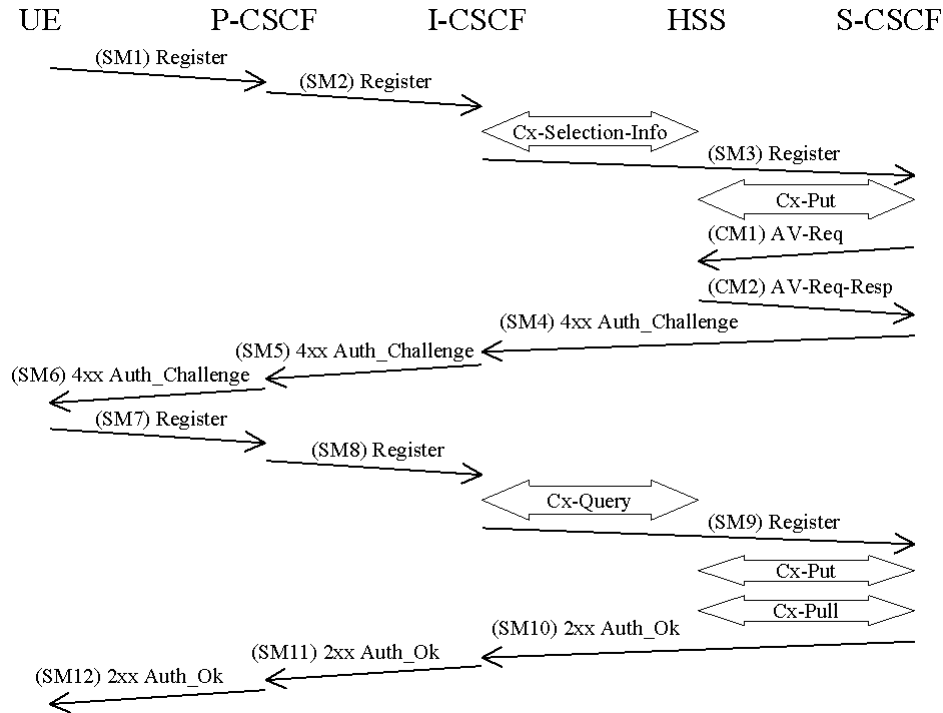 UE P-CSCF I-CSCF HSS S-CSCF
(SM1) Register
(SM2) Register
Cx-Selection-Info
(SM3) Register
Cx-Put
(CM1) AV-Req
(CM2) AV-Req-Resp
(SM4) 4xx Auth_Challenge
(SM5) 4xx Auth_Challenge
(SM6) 4xx Auth_Challenge
(SM7) Register
(SM8) Register
Cx-Query
(SM9) Register
Cx-Put
Cx-Pull
(SM10) 2xx Auth_Ok
(SM11) 2xx Auth_Ok
(SM12) 2xx Auth_Ok